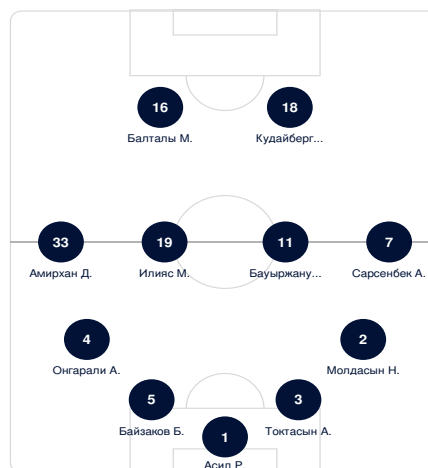 16
18
Балталы М.
Кудайберг...
33
19
11
7
Амирхан Д.
Илияс М.
Бауыржану...
Сарсенбек А.
4
2
Онгарали А.
Молдасын Н.
5
3
Байзаков Б.
Токтасын А.
1
Асил Р.